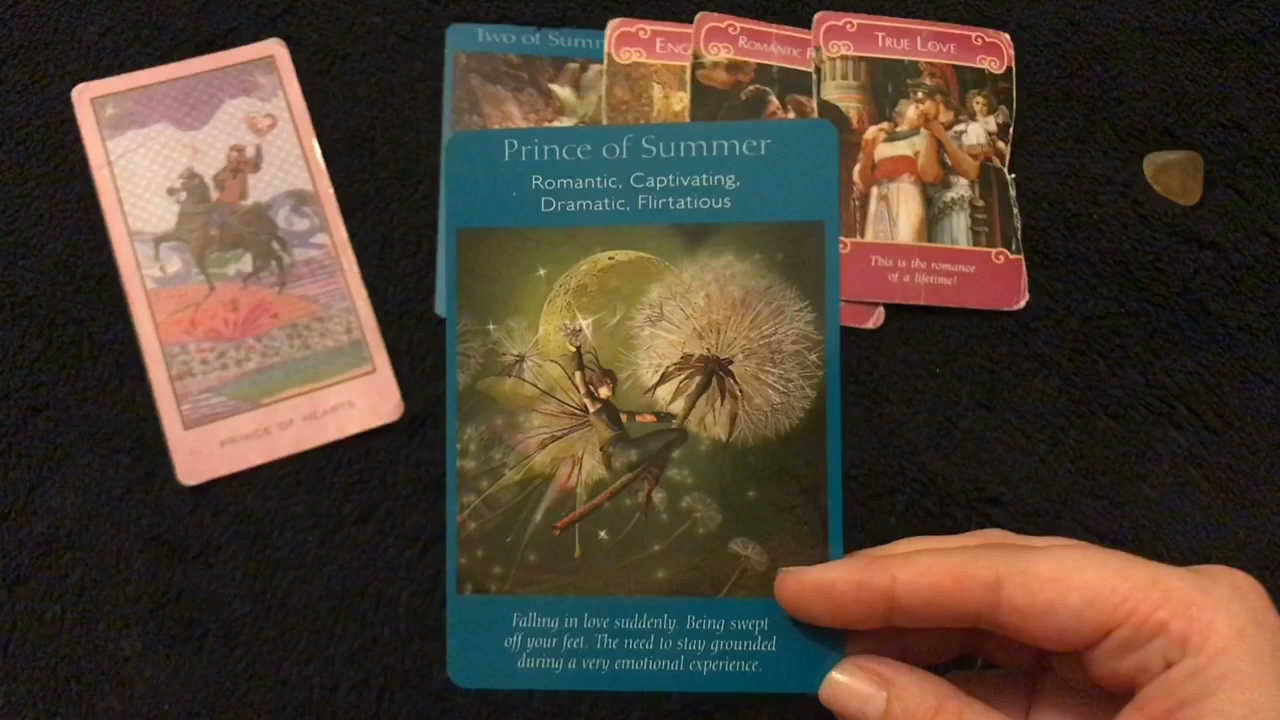 Two of Summ
ENG
ROMANTIC F
TRUE LOVE
This is the romance
of a lifetime!
Prince of Summer
Romantic, Captivating,
Dramatic, Flirtatious
Falling in love suddenly. Being swept
off your feet. The need to stay grounded
during a very emotional experience.
PRINCE OF HEARTS